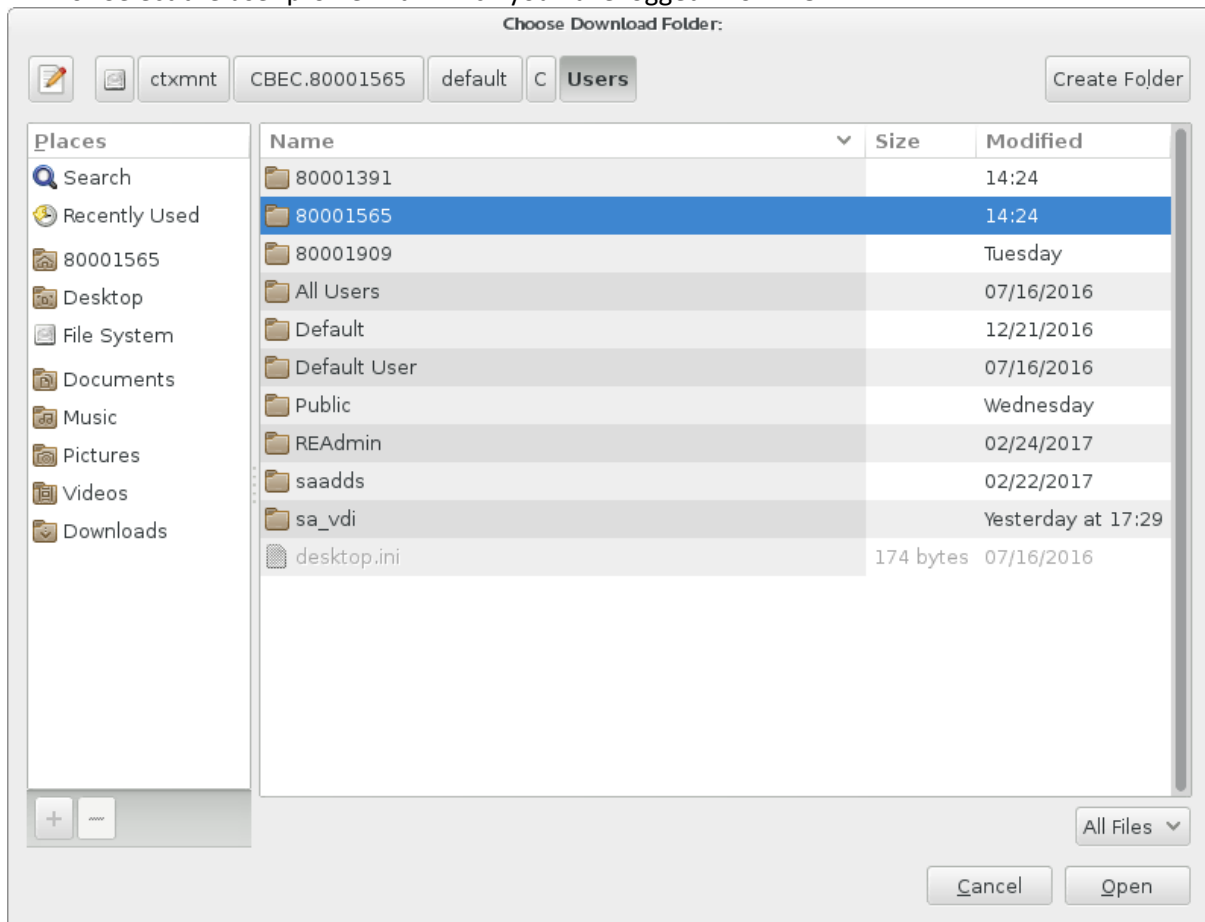 Choose Download Folder:
ctxmnt CBEC.80001565 default C Users Create Folder
Places Name Size Modified
Search 80001391 14:24
Recently Used 80001565 14:24
80001565 80001909 Tuesday
Desktop All Users 07/16/2016
File System Default 12/21/2016
Documents Default User 07/16/2016
Music Public Wednesday
Pictures REAdmin 02/24/2017
Videos saadds 02/22/2017
Downloads sa_vdi Yesterday at 17:29
desktop.ini 174 bytes 07/16/2016
All Files
Cancel Open